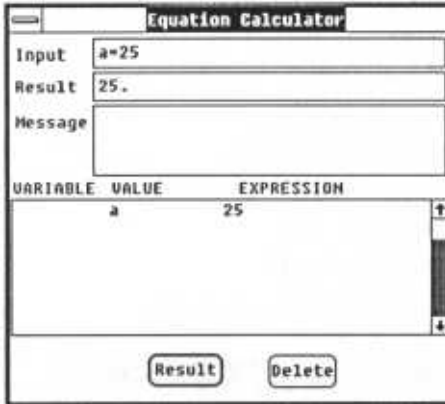 Equation Calculator
Input a=25
Result 25.
Message
VARIABLE VALUE EXPRESSION
a 25
Result Delete